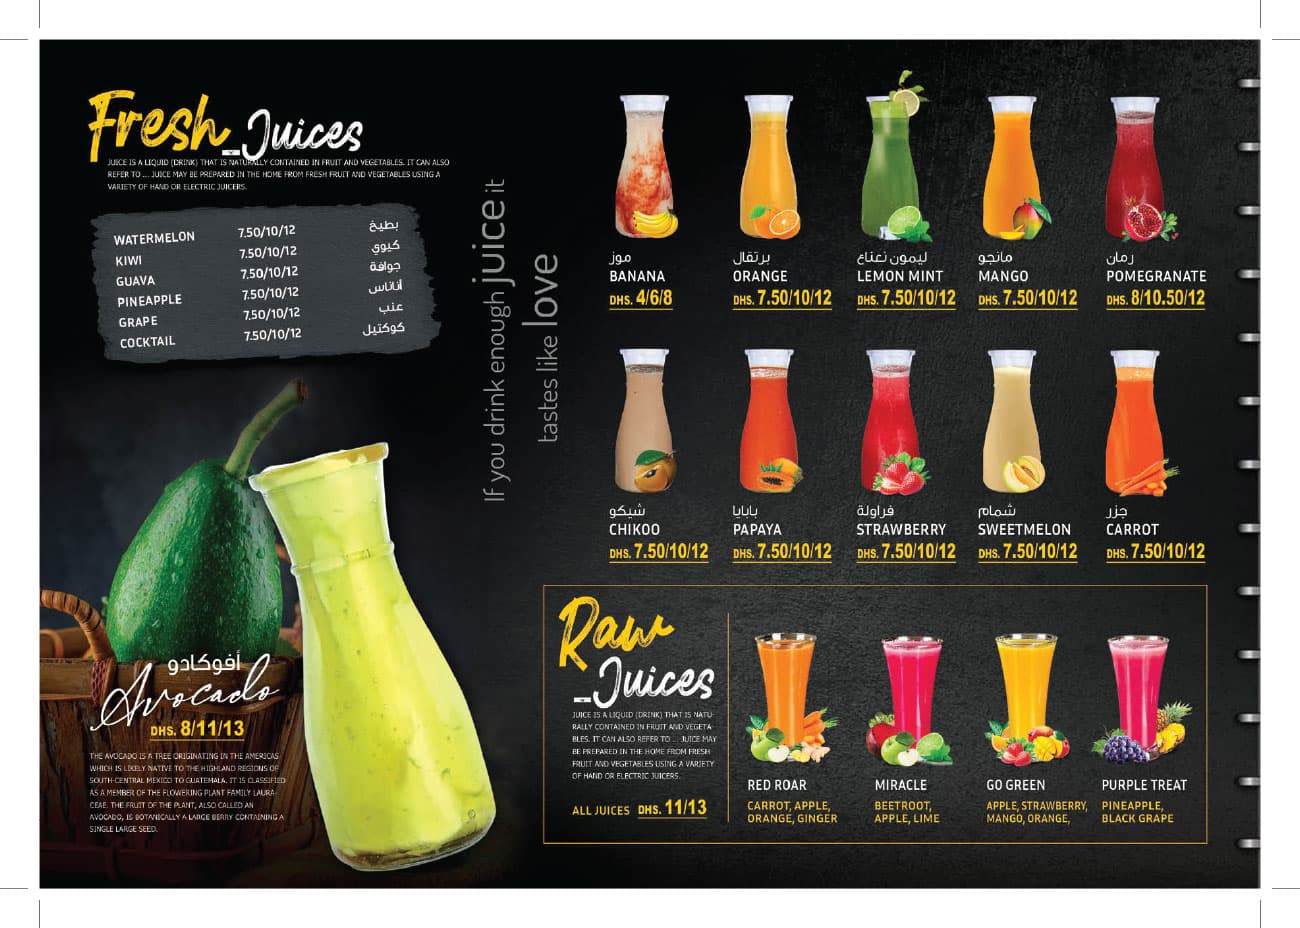 Fresh Juices
JUICE IS A LIQUID (DRINK) THAT IS NATURALLY CONTAINED IN FRUIT AND VEGETABLES. IT CAN ALSO
REFER TO ... JUICE MAY BE PREPARED IN THE HOME FROM FRESH FRUIT AND VEGETABLES USING A
VARIETY OF HAND OR ELECTRIC JUICERS.
WATERMELON 7.50/10/12 بطيخ
KIWI 7.50/10/12 كيوي
GUAVA 7.50/10/12 جوافة
PINEAPPLE 7.50/10/12 أناناس
GRAPE 7.50/10/12 عنب
COCKTAIL 7.50/10/12 كوكتيل
If you drink enough juice it
tastes like love
أفوكادو
Avocado
DHS. 8/11/13
THE AVOCADO IS A TREE ORIGINATING IN THE AMERICAS
WHICH IS LIKELY NATIVE TO THE HIGHLAND REGIONS OF
SOUTH-CENTRAL MEXICO TO GUATEMALA. IT IS CLASSIFIED
AS A MEMBER OF THE FLOWERING PLANT FAMILY LAURA-
CEAE. THE FRUIT OF THE PLANT, ALSO CALLED AN
AVOCADO, IS BOTANICALLY A LARGE BERRY CONTAINING A
SINGLE LARGE SEED.
موز
BANANA
DHS. 4/6/8
برتقال
ORANGE
DHS. 7.50/10/12
ليمون نعناع
LEMON MINT
DHS. 7.50/10/12
مانجو
MANGO
DHS. 7.50/10/12
رمان
POMEGRANATE
DHS. 8/10.50/12
شيكو
CHIKOO
DHS. 7.50/10/12
بابايا
PAPAYA
DHS. 7.50/10/12
فراولة
STRAWBERRY
DHS. 7.50/10/12
شمام
SWEETMELON
DHS. 7.50/10/12
جزر
CARROT
DHS. 7.50/10/12
Raw
Juices
JUICE IS A LIQUID (DRINK) THAT IS NATU-
RALLY CONTAINED IN FRUIT AND VEGETA-
BLES. IT CAN ALSO REFER TO ... JUICE MAY
BE PREPARED IN THE HOME FROM FRESH
FRUIT AND VEGETABLES USING A VARIETY
OF HAND OR ELECTRIC JUICERS..
ALL JUICES DHS. 11/13
RED ROAR
CARROT, APPLE,
ORANGE, GINGER
MIRACLE
BEETROOT,
APPLE, LIME
GO GREEN
APPLE, STRAWBERRY,
MANGO, ORANGE,
PURPLE TREAT
PINEAPPLE,
BLACK GRAPE